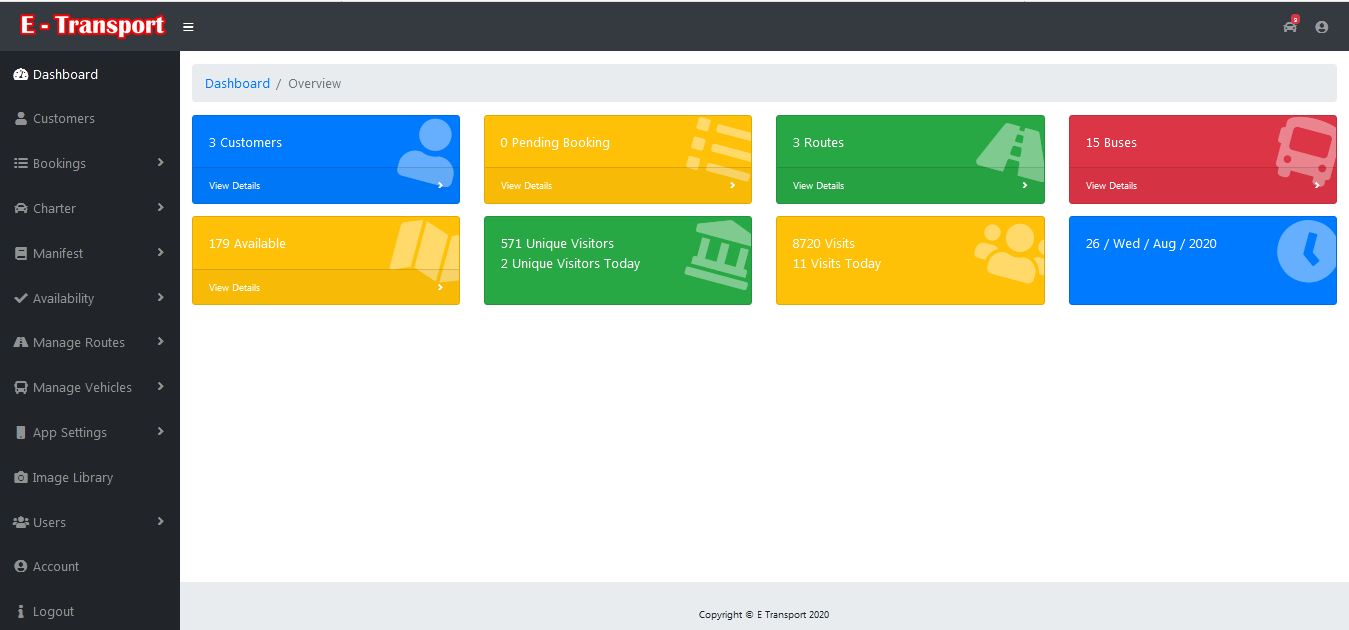 E - Transport
Dashboard
Customers
Bookings
Charter
Manifest
Availability
Manage Routes
Manage Vehicles
App Settings
Image Library
Users
Account
Logout
Dashboard / Overview
3 Customers
View Details
0 Pending Booking
View Details
3 Routes
View Details
15 Buses
View Details
179 Available
View Details
571 Unique Visitors
2 Unique Visitors Today
8720 Visits
11 Visits Today
26 / Wed / Aug / 2020
Copyright © E Transport 2020